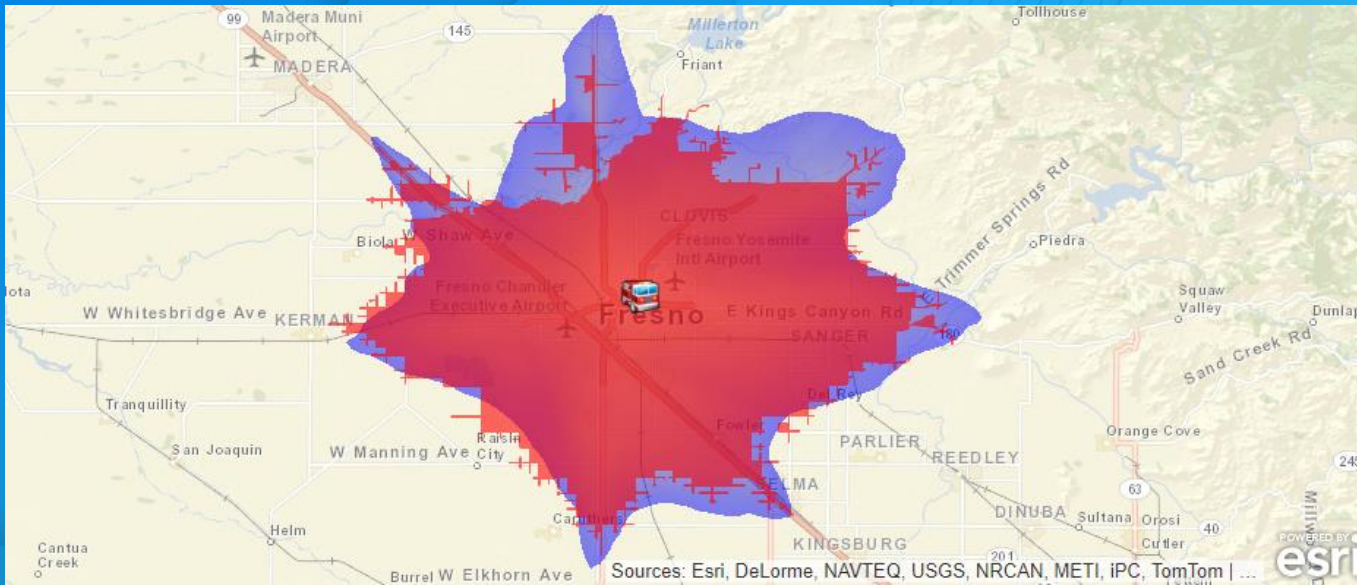 99
Madera Muni
Airport
MADERA
145
Millerton
Lake
Friant
Tollhouse
CLOVIS
Fresno Yosemite
Intl Airport
E Trimmer Springs Rd
Piedra
Biola
W Shaw Ave
Fresno Chandler
Executive Airport
Fresno
E Kings Canyon Rd
SANGER
180
Squaw
Valley
Dunlap
Sand Creek Rd
W Whitesbridge Ave
KERMAN
Tranquillity
San Joaquin
W Manning Ave
Raisin
City
Del Rey
Fowler
PARLIER
REEDLEY
Orange Cove
245
63
SELMA
DINUBA
Sultana
Orosi
Cutler
40
Caruthers
KINGSBURG
201
Helm
Cantua
Creek
Burrel
W Elkhorn Ave
Sources: Esri, DeLorme, NAVTEQ, USGS, NRCAN, METI, iPC, TomTom | ...
POWERED BY
esri